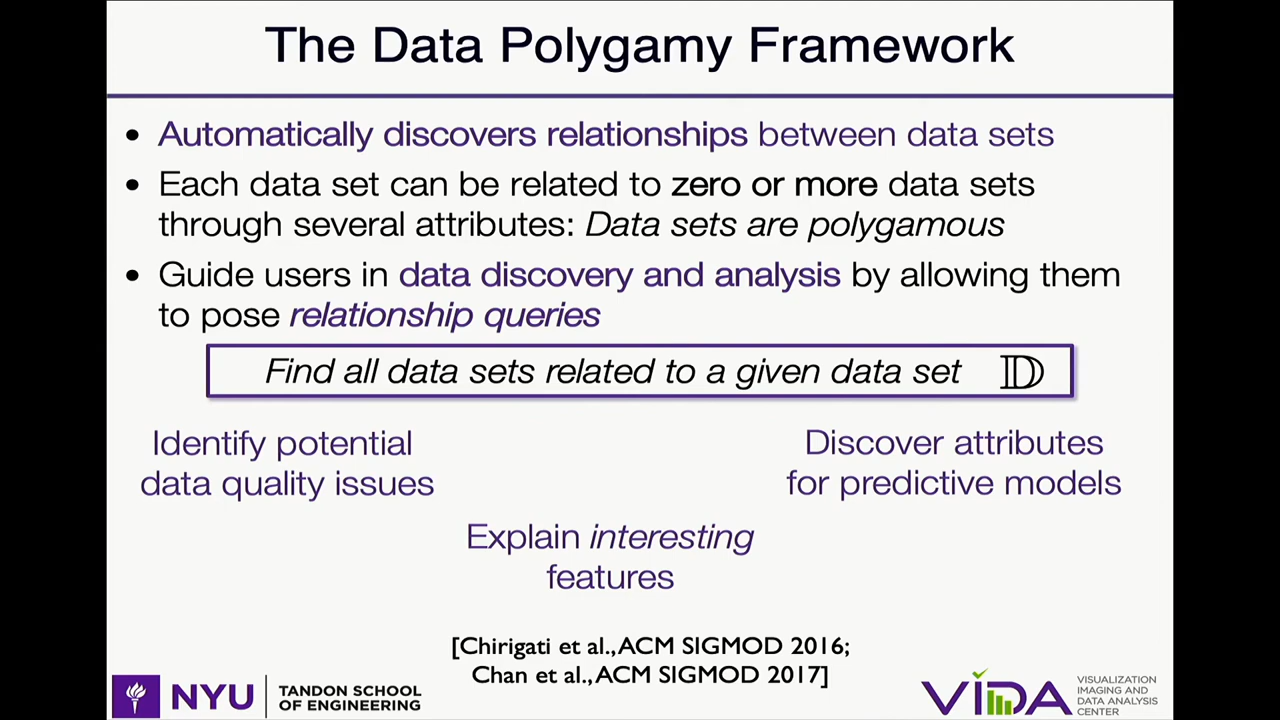 The Data Polygamy Framework
• Automatically discovers relationships between data sets
• Each data set can be related to zero or more data sets
through several attributes: Data sets are polygamous
• Guide users in data discovery and analysis by allowing them
to pose relationship queries
Find all data sets related to a given data set 𝔻
Identify potential
data quality issues
Discover attributes
for predictive models
Explain interesting
features
[Chirigati et al., ACM SIGMOD 2016;
Chan et al., ACM SIGMOD 2017]
NYU
TANDON SCHOOL
OF ENGINEERING
VIDA
VISUALIZATION
IMAGING AND
DATA ANALYSIS
CENTER